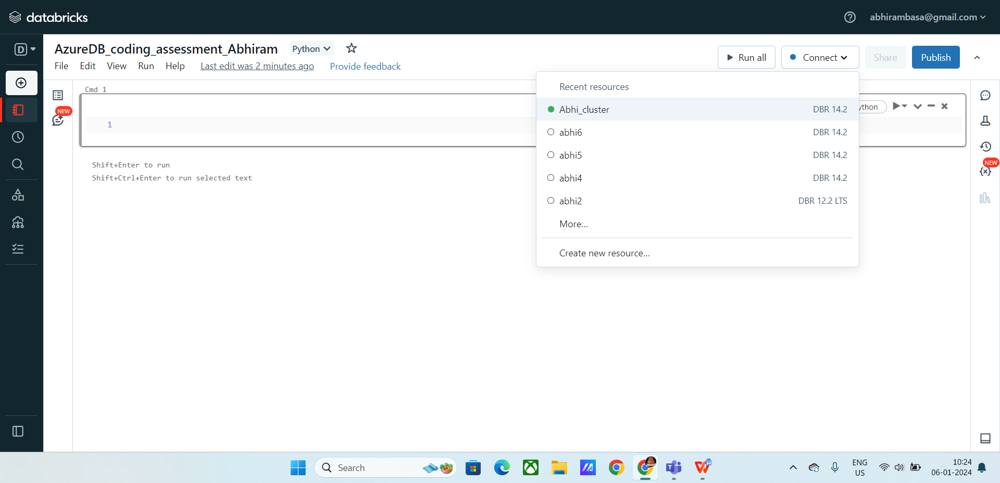 databricks
abhirambasa@gmail.com
D
AzureDB_coding_assessment_Abhiram
Python
File Edit View Run Help Last edit was 2 minutes ago Provide feedback
Run all
Connect
Share
Publish
NEW
Cmd 1
1
Shift+Enter to run
Shift+Ctrl+Enter to run selected text
Recent resources
Abhi_cluster DBR 14.2
abhi6 DBR 14.2
abhi5 DBR 14.2
abhi4 DBR 14.2
abhi2 DBR 12.2 LTS
More...
Create new resource...
ython
NEW
Search
ENG
US
10:24
06-01-2024